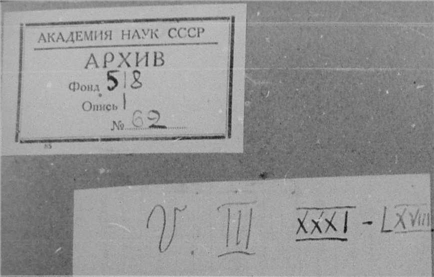 АКАДЕМИЯ НАУК СССР
АРХИВ
Фонд 518
Опись 1
№ 62
V. III XXXI - LXVIII